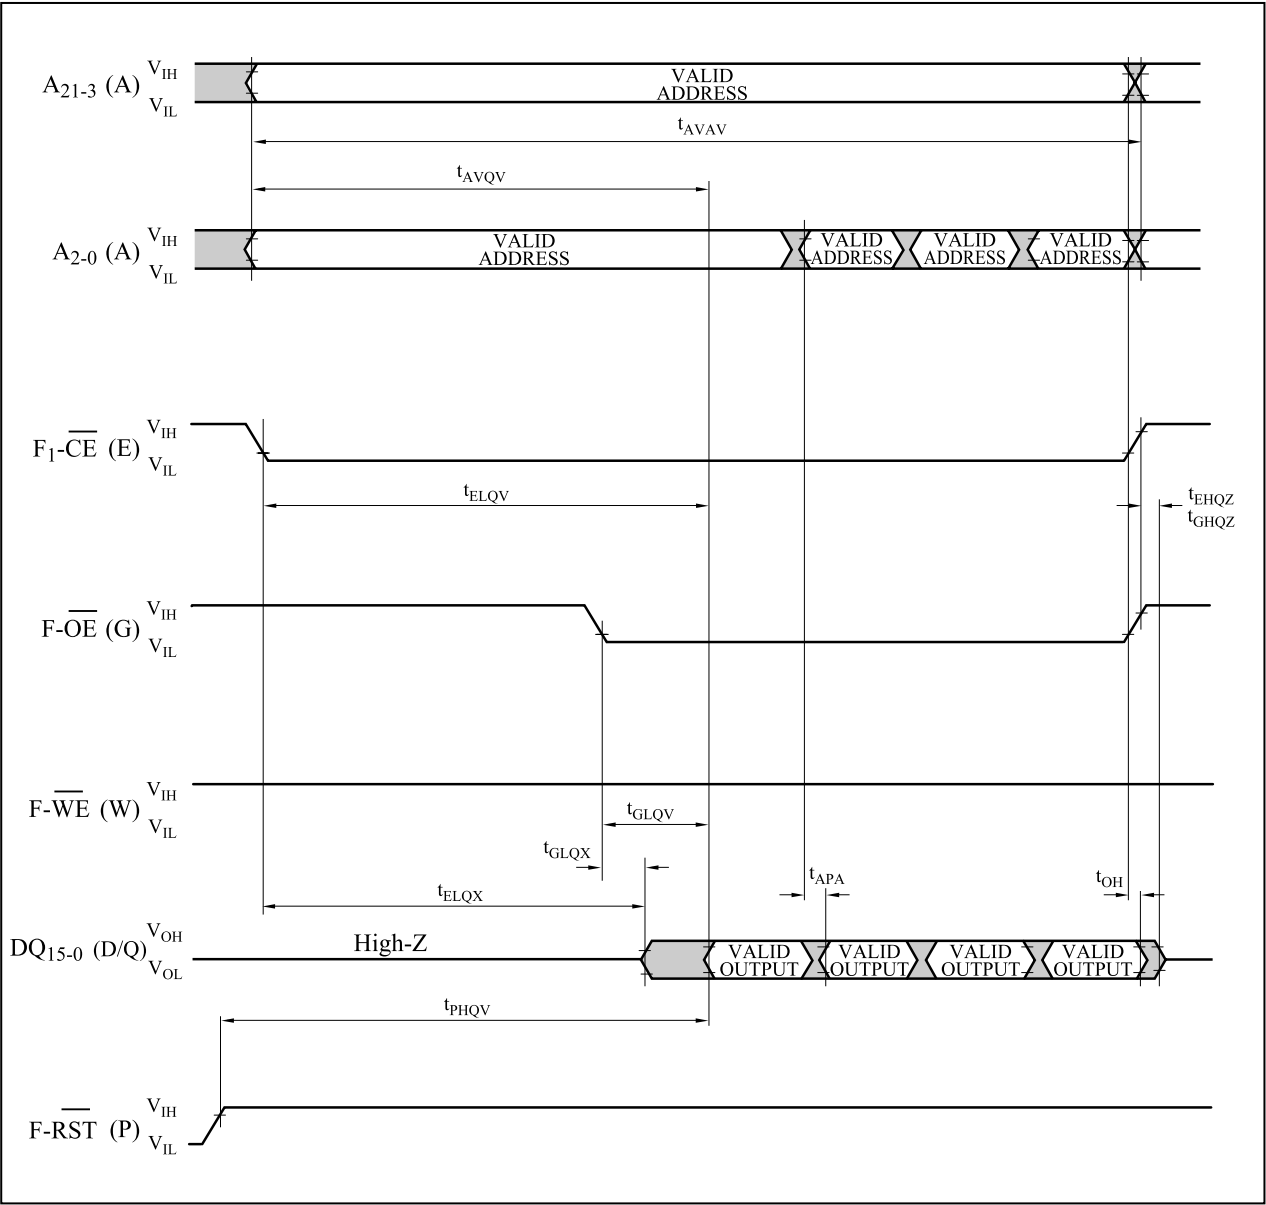 VIH
A21-3 (A)
VIL
VALID
ADDRESS
tAVAV
tAVQV
VIH
A2-0 (A)
VIL
VALID
ADDRESS
VALID
ADDRESS
VALID
ADDRESS
VALID
ADDRESS
VIH
F1-CE (E)
VIL
tELQV
tEHQZ
tGHQZ
VIH
F-OE (G)
VIL
VIH
F-WE (W)
VIL
tGLQV
tGLQX
tELQX
tAPA
tOH
VOH
DQ15-0 (D/Q)
VOL
High-Z
VALID
OUTPUT
VALID
OUTPUT
VALID
OUTPUT
VALID
OUTPUT
tPHQV
VIH
F-RST (P)
VIL